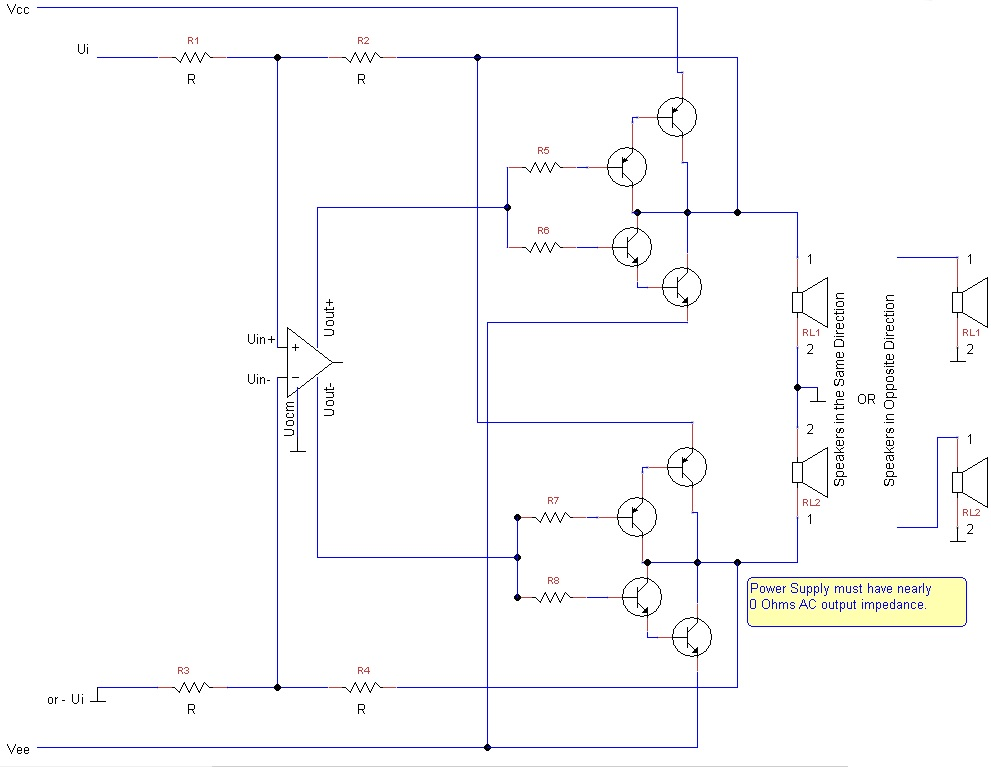 Vcc
Ui
R1
R
R2
R
R5
R6
Uin+
Uin-
+
-
Uout+
Uout-
Uocm
1
RL1
2
2
RL2
1
Speakers in the Same Direction
OR
Speakers in Opposite Direction
1
RL1
2
1
RL2
2
R7
R8
Power Supply must have nearly
0 Ohms AC output impedance.
R3
R
R4
R
or - Ui
Vee